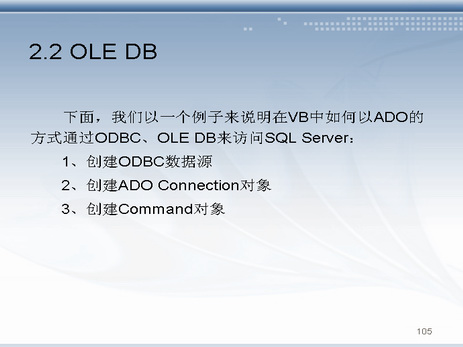 2.2 OLE DB
下面，我们以一个例子来说明在VB中如何以ADO的
方式通过ODBC、OLE DB来访问SQL Server：
1、创建ODBC数据源
2、创建ADO Connection对象
3、创建Command对象
105